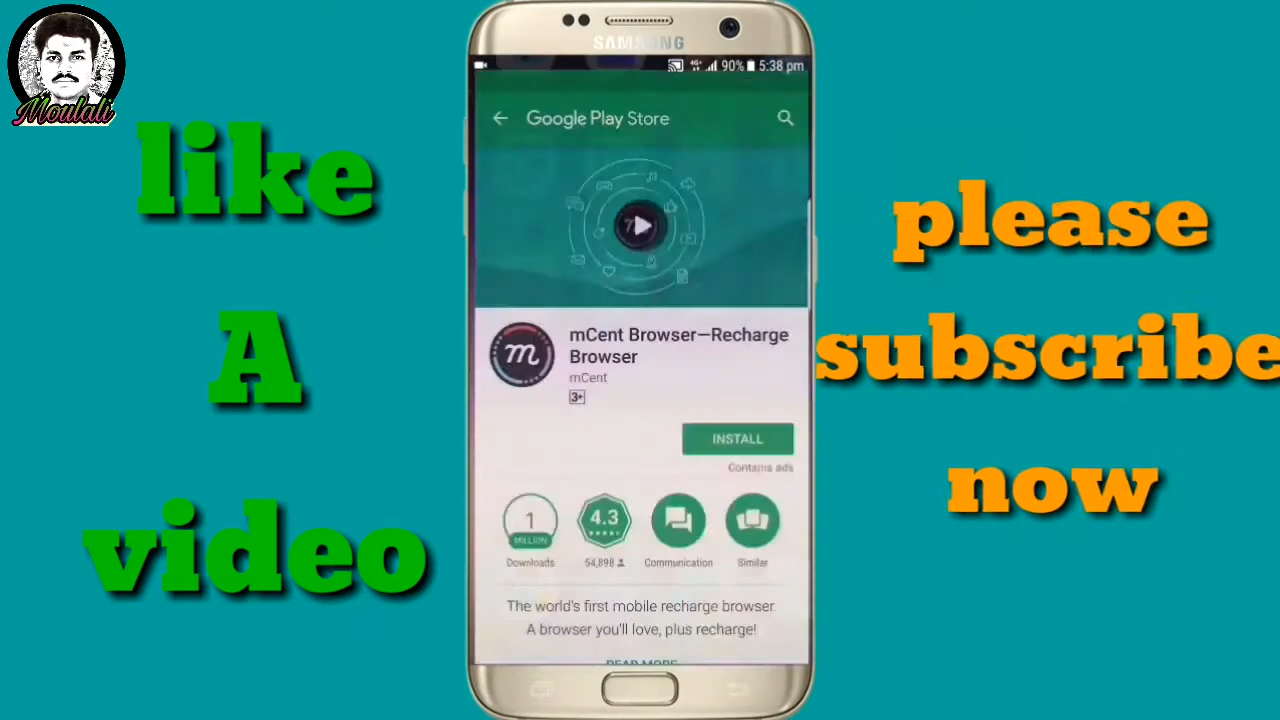 Moulali
like
A
video
SAMSUNG
4G+ 90% 5:38 pm
Google Play Store
m
mCent Browser—Recharge
Browser
mCent
3+
INSTALL
Contains ads
1
MILLION
Downloads
4.3
54,898
Communication
Similar
The world's first mobile recharge browser.
A browser you'll love, plus recharge!
READ MORE
please
subscribe
now